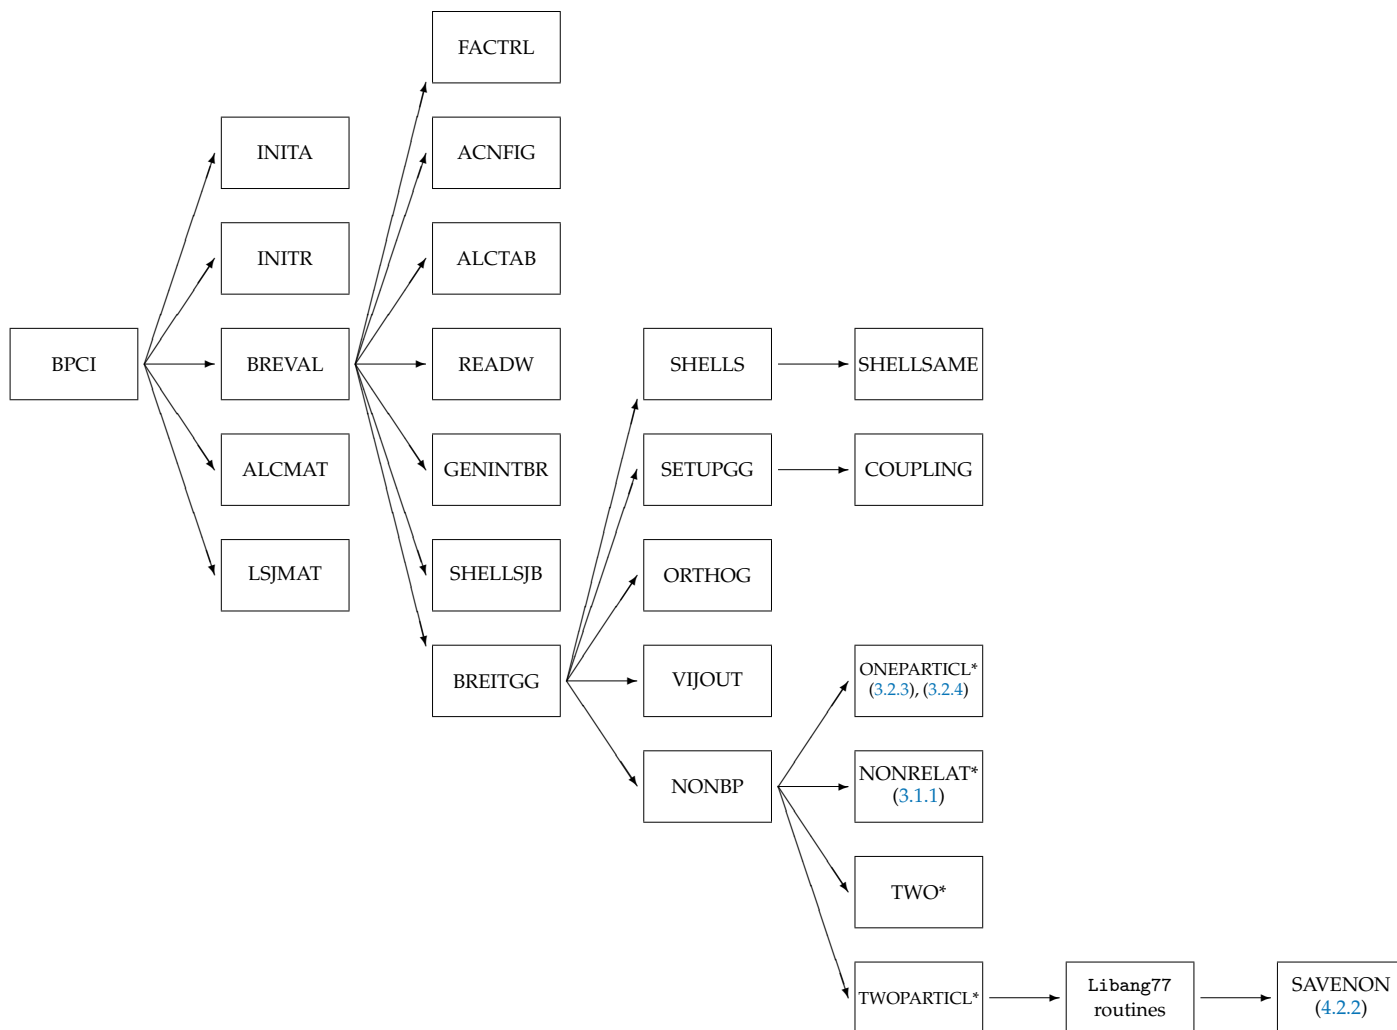 FACTRL
INITA
ACNFIG
INITR
ALCTAB
BPCI
BREVAL
READW
SHELLS
SHELLSAME
ALCMAT
GENINTBR
SETUPGG
COUPLING
LSJMAT
SHELLSJB
ORTHOG
BREITGG
VIJOUT
ONEPARTICL*
(3.2.3), (3.2.4)
NONBP
NONRELAT*
(3.1.1)
TWO*
TWOPARTICL*
Libang77
routines
SAVENON
(4.2.2)